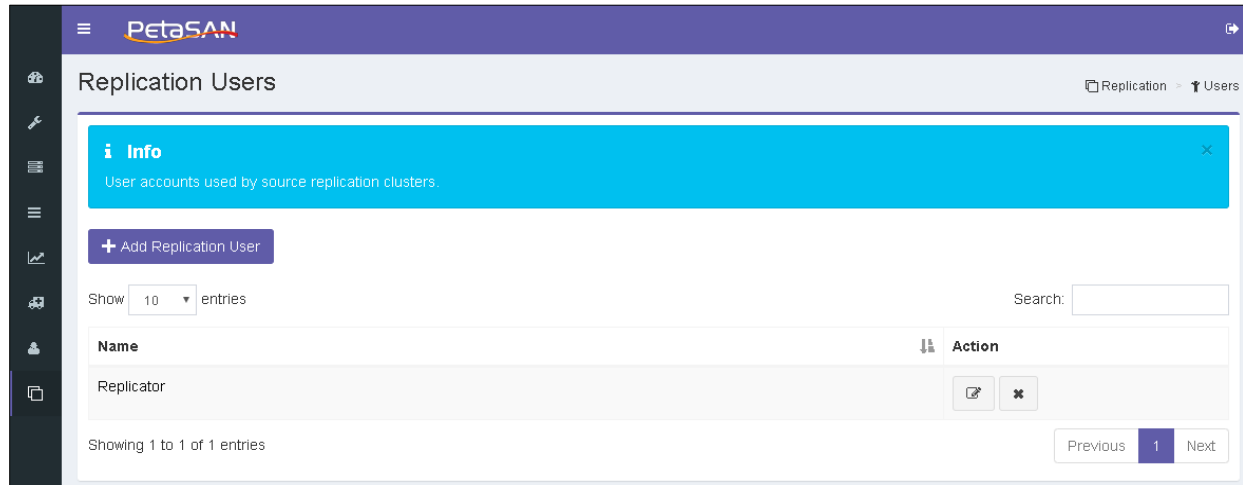 PetaSAN
Replication Users
Replication > Users
Info
User accounts used by source replication clusters.
Add Replication User
Show 10 entries
Search:
Name Action
Replicator
Showing 1 to 1 of 1 entries
Previous 1 Next